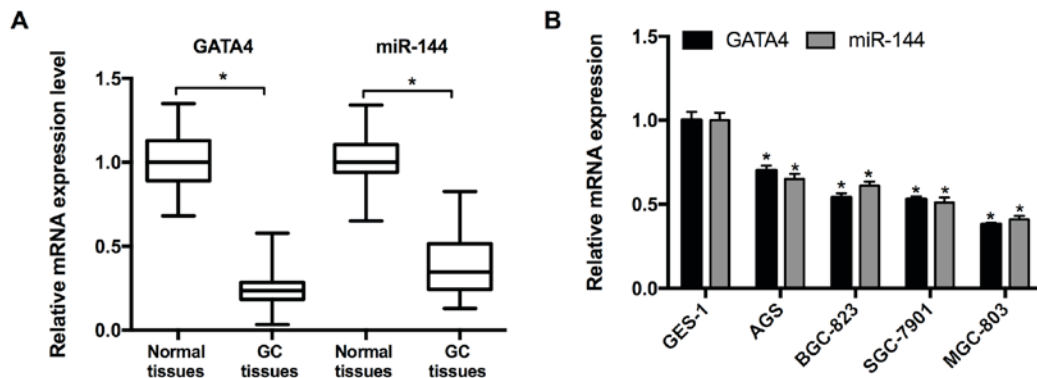 A
GATA4
miR-144
*
*
Relative mRNA expression level
1.5
1.0
0.5
0.0
Normal tissues
GC tissues
Normal tissues
GC tissues
B
GATA4
miR-144
Relative mRNA expression
1.5
1.0
0.5
0.0
* * * * * * * *
GES-1
AGS
BGC-823
SGC-7901
MGC-803